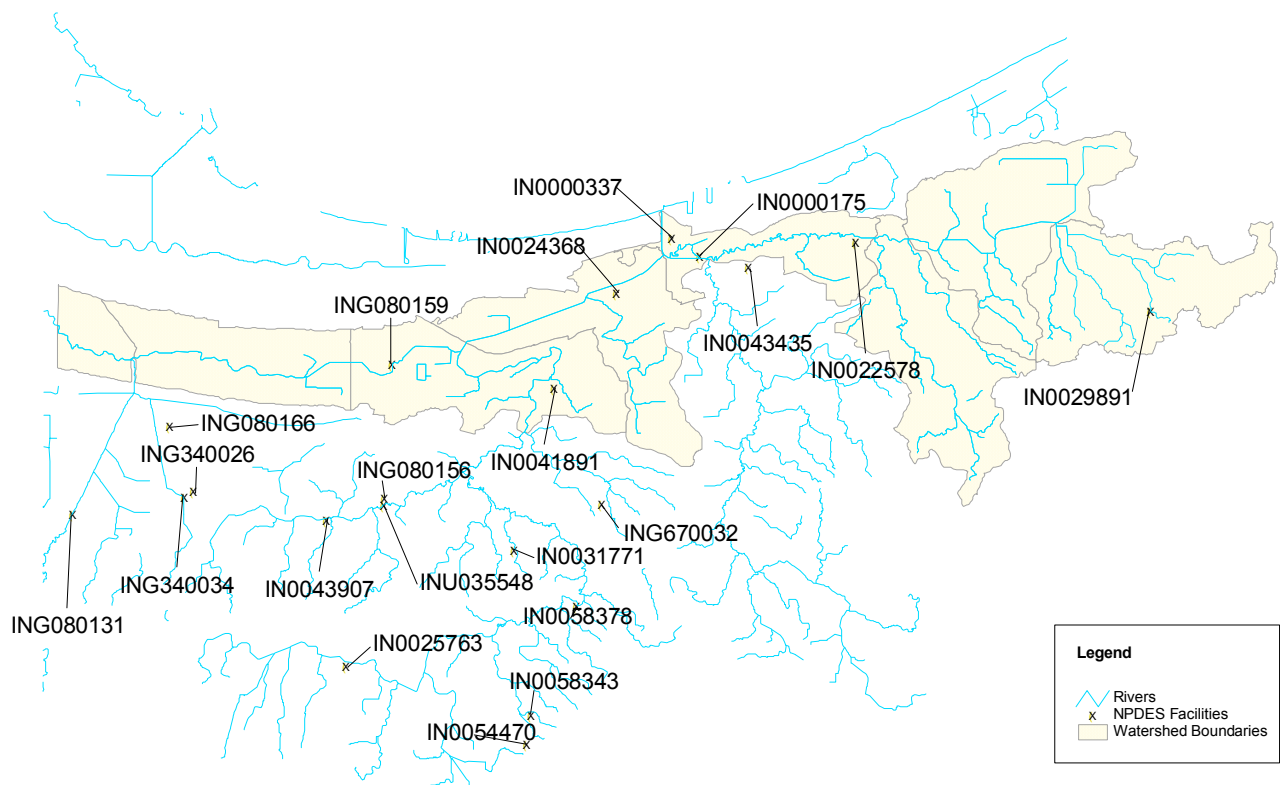 IN0000337
IN0000175
IN0024368
ING080159
IN0043435
IN0022578
IN0029891
ING080166
ING340026
IN0041891
ING080156
ING670032
IN0031771
ING340034
IN0043907
INU035548
IN0058378
ING080131
IN0025763
IN0058343
IN0054470
Legend
Rivers
NPDES Facilities
Watershed Boundaries